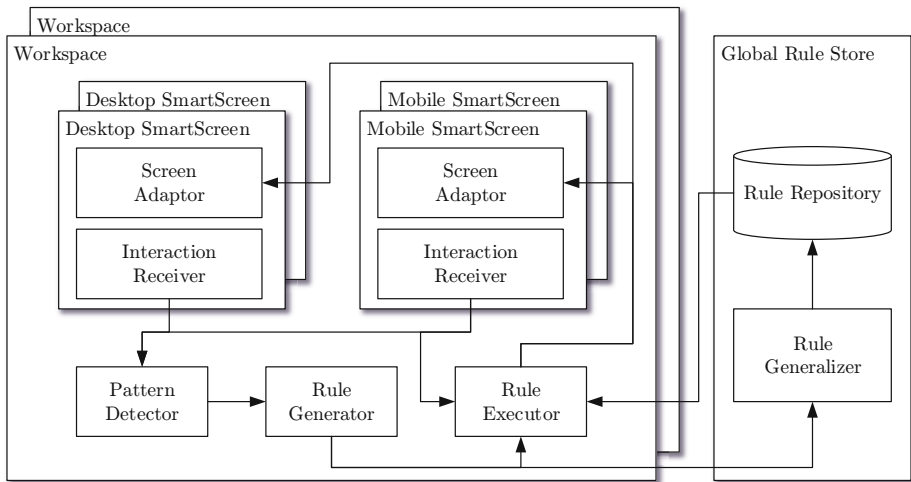 Workspace
Workspace
Global Rule Store
Desktop SmartScreen
Desktop SmartScreen
Screen
Adaptor
Interaction
Receiver
Mobile SmartScreen
Mobile SmartScreen
Screen
Adaptor
Interaction
Receiver
Rule Repository
Rule
Generalizer
Pattern
Detector
Rule
Generator
Rule
Executor